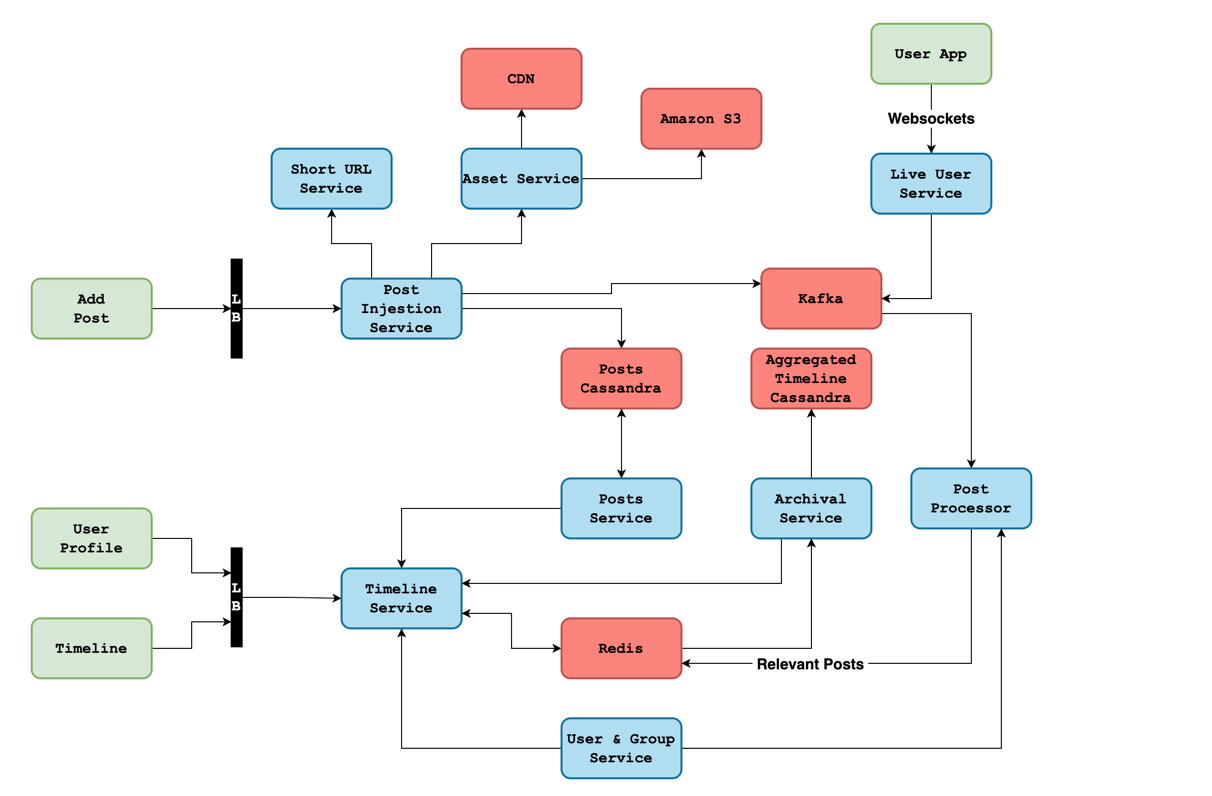 User App
CDN
Amazon S3
Websockets
Short URL
Service
Asset Service
Live User
Service
Add
Post
L
B
Post
Injestion
Service
Kafka
Posts
Cassandra
Aggregated
Timeline
Cassandra
User
Profile
Posts
Service
Archival
Service
Post
Processor
L
B
Timeline
Service
Timeline
Redis
Relevant Posts
User & Group
Service